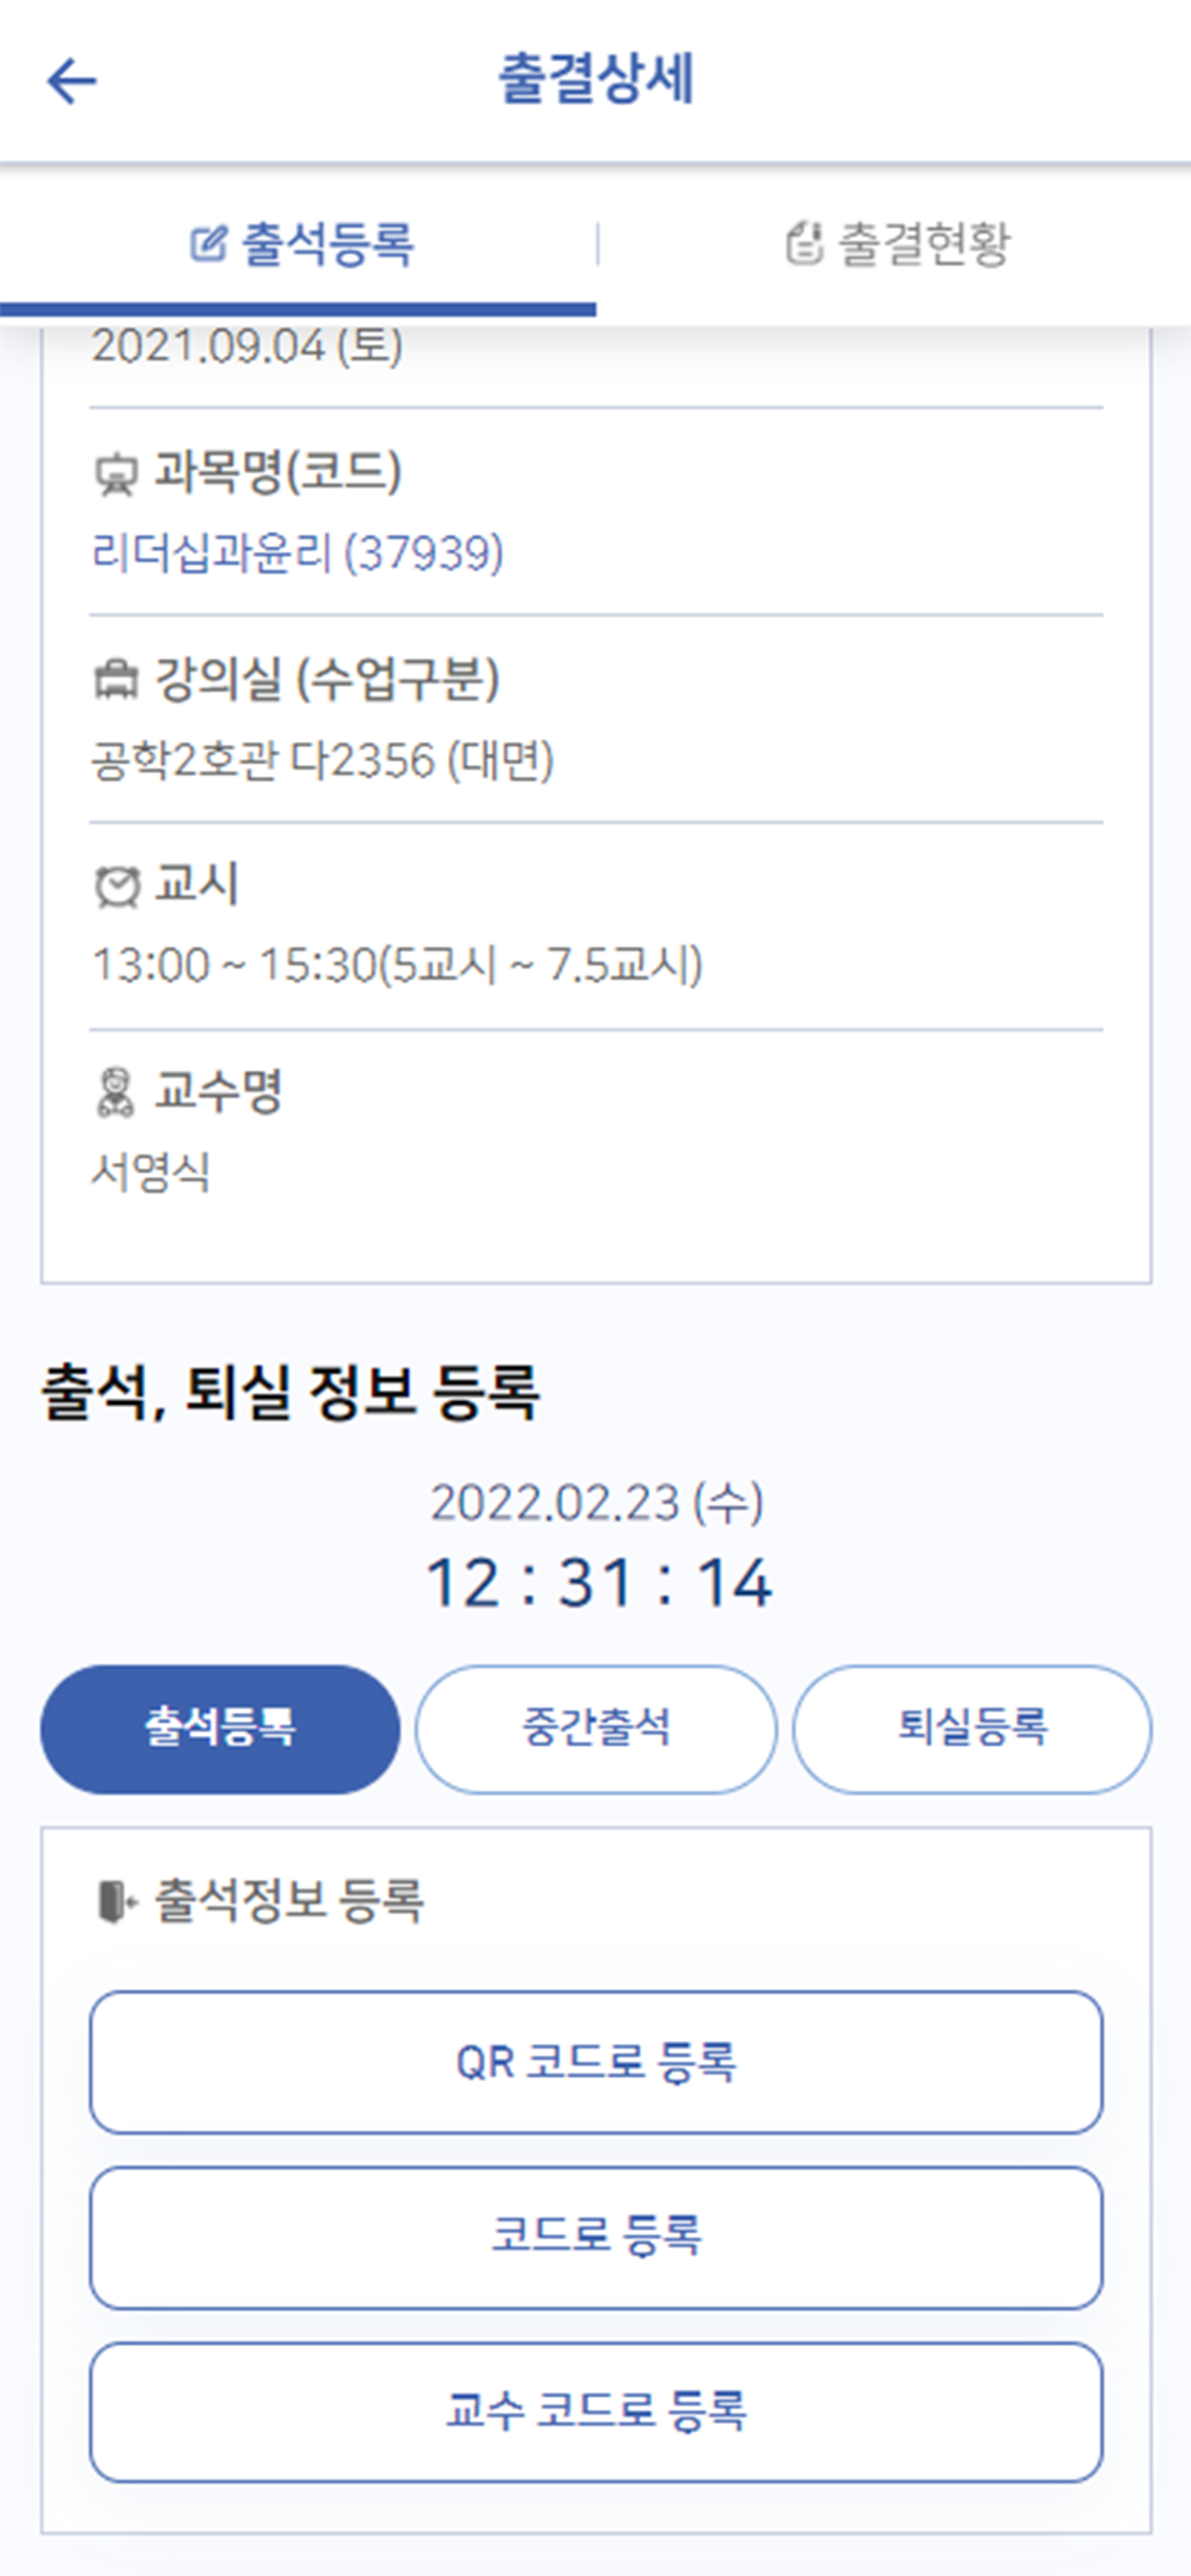 출결상세
출석등록
출결현황
2021.09.04 (토)
과목명(코드)
리더십과윤리 (37939)
강의실 (수업구분)
공학2호관 다2356 (대면)
교시
13:00 ~ 15:30(5교시 ~ 7.5교시)
교수명
서영식
출석, 퇴실 정보 등록
2022.02.23 (수)
12 : 31 : 14
출석등록
중간출석
퇴실등록
출석정보 등록
QR 코드로 등록
코드로 등록
교수 코드로 등록